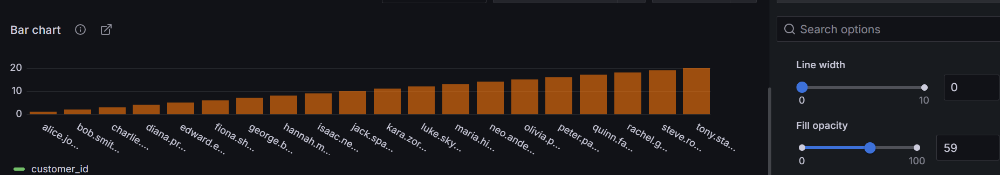 Bar chart
Search options
20
10
0
alice.jo...
bob.smit...
charlie....
diana.pr...
edward.e...
fiona.sh...
george.b...
hannah.m...
isaac.ne...
jack.spa...
kara.zor...
luke.sky...
maria.hi...
neo.ande...
olivia.p...
peter.pa...
quinn.fa...
rachel.g...
steve.ro...
tony.sta...
customer_id
Line width
0
0 10
Fill opacity
59
0 100